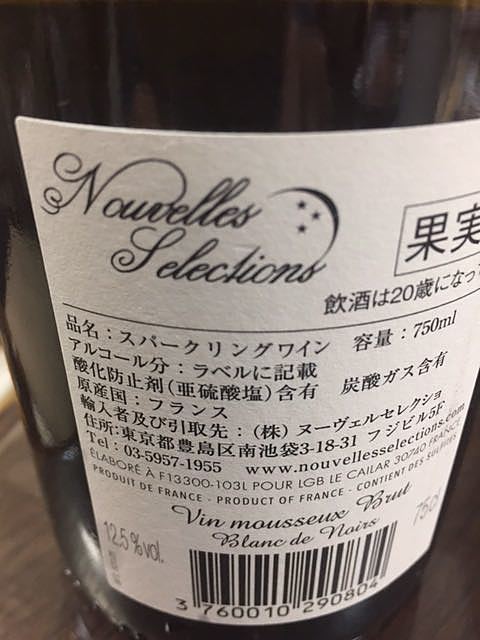 Nouvelles
Selections
果実
飲酒は20歳になっ
品名:スパークリングワイン 容量:750ml
アルコール分:ラベルに記載
酸化防止剤(亜硫酸塩)含有 炭酸ガス含有
原産国:フランス
輸入者及び引取先:(株)ヌーヴェルセレクショ
住所:東京都豊島区南池袋3-18-31 フジビル5F
Tel:03-5957-1955 www.nouvellesselections.com
ÉLABORÉ À F13300-103L POUR LGB LE CAILAR 30740 FRANCE
PRODUIT DE FRANCE - PRODUCT OF FRANCE - CONTIENT DES SULFITES
Vin mousseux Brut
Blanc de Noirs
12.5% vol.
75cl
3 760010 290804